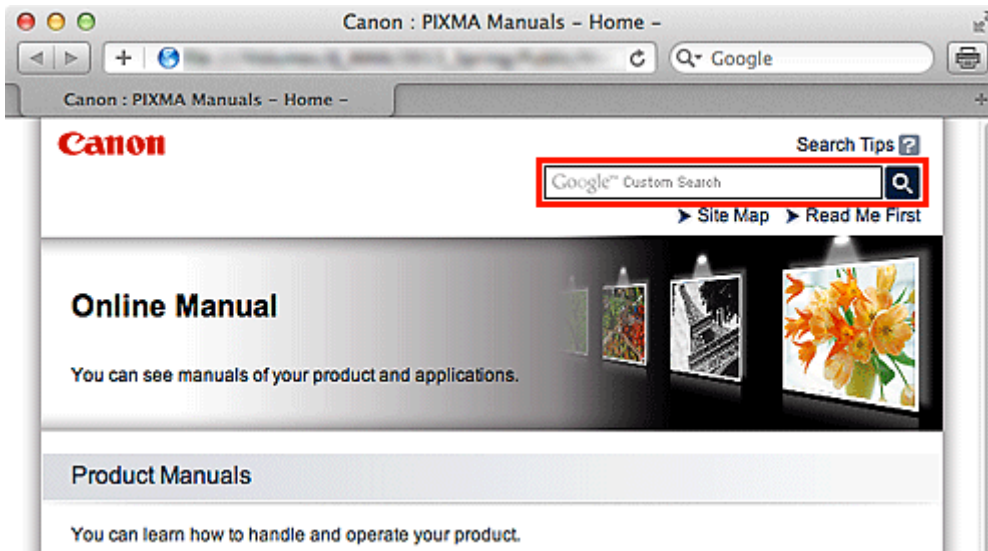 Canon : PIXMA Manuals – Home –
Google
Canon : PIXMA Manuals – Home –
Canon
Search Tips ?
Google™ Custom Search
Site Map Read Me First
Online Manual
You can see manuals of your product and applications.
Product Manuals
You can learn how to handle and operate your product.